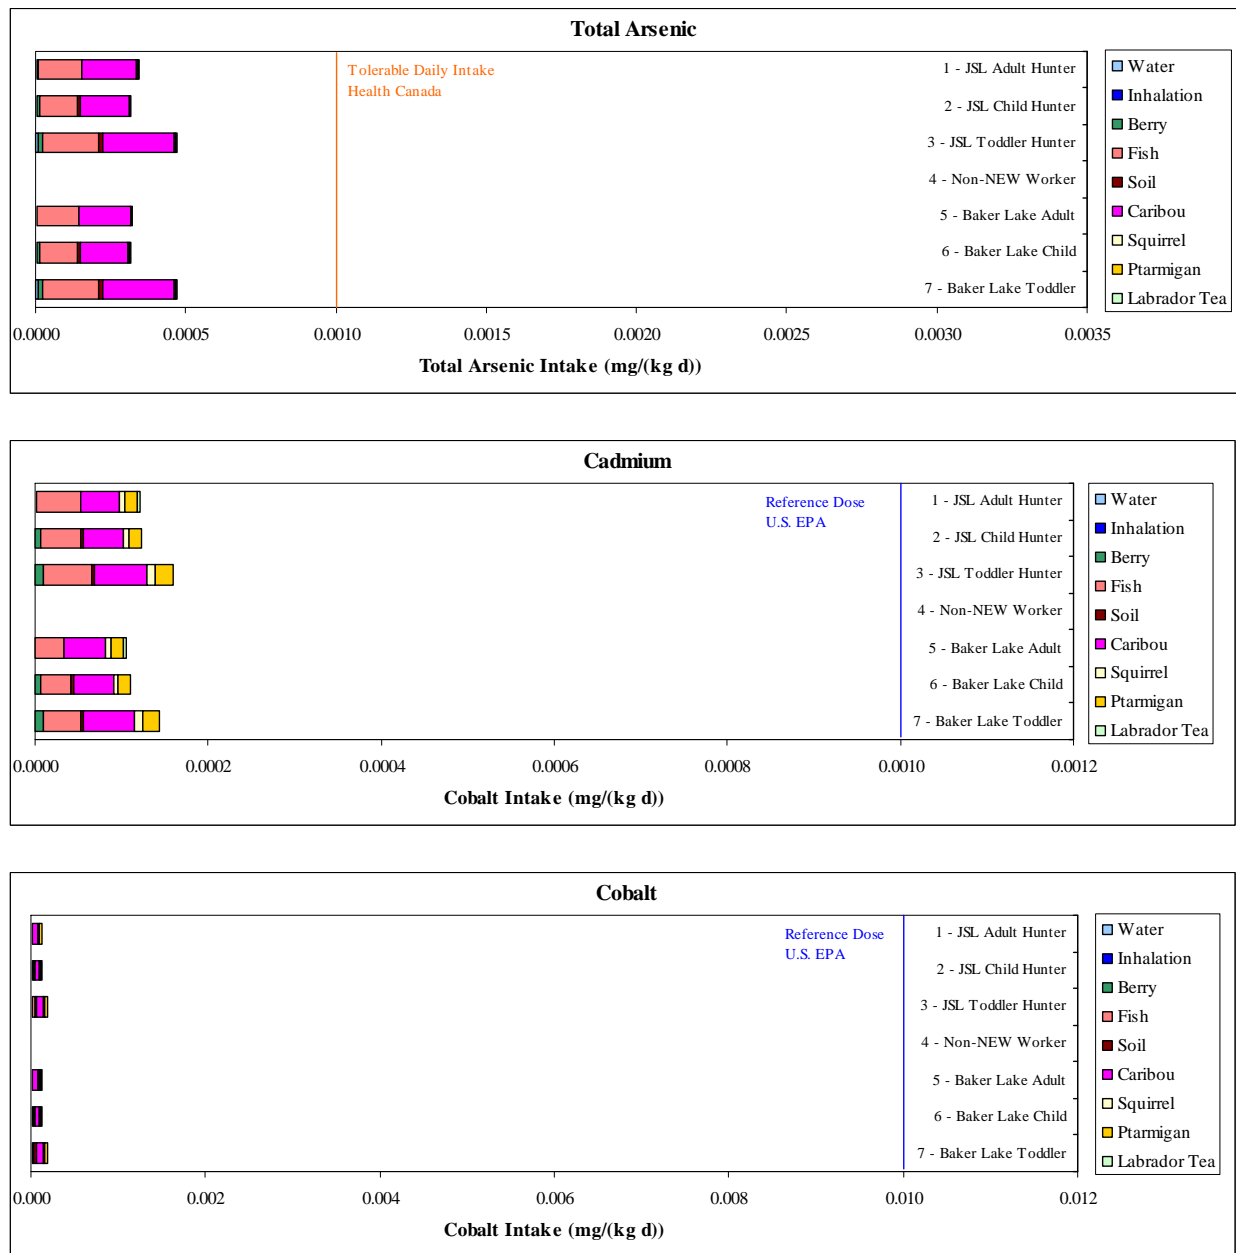 Total Arsenic
Tolerable Daily Intake
Health Canada
1 - JSL Adult Hunter
2 - JSL Child Hunter
3 - JSL Toddler Hunter
4 - Non-NEW Worker
5 - Baker Lake Adult
6 - Baker Lake Child
7 - Baker Lake Toddler
Water
Inhalation
Berry
Fish
Soil
Caribou
Squirrel
Ptarmigan
Labrador Tea
0.0000 0.0005 0.0010 0.0015 0.0020 0.0025 0.0030 0.0035
Total Arsenic Intake (mg/(kg d))
Cadmium
Reference Dose
U.S. EPA
1 - JSL Adult Hunter
2 - JSL Child Hunter
3 - JSL Toddler Hunter
4 - Non-NEW Worker
5 - Baker Lake Adult
6 - Baker Lake Child
7 - Baker Lake Toddler
Water
Inhalation
Berry
Fish
Soil
Caribou
Squirrel
Ptarmigan
Labrador Tea
0.0000 0.0002 0.0004 0.0006 0.0008 0.0010 0.0012
Cobalt Intake (mg/(kg d))
Cobalt
Reference Dose
U.S. EPA
1 - JSL Adult Hunter
2 - JSL Child Hunter
3 - JSL Toddler Hunter
4 - Non-NEW Worker
5 - Baker Lake Adult
6 - Baker Lake Child
7 - Baker Lake Toddler
Water
Inhalation
Berry
Fish
Soil
Caribou
Squirrel
Ptarmigan
Labrador Tea
0.000 0.002 0.004 0.006 0.008 0.010 0.012
Cobalt Intake (mg/(kg d))